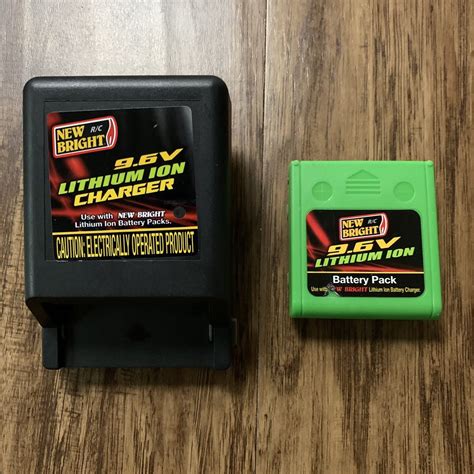 NEW
BRIGHT
R/C
9.6V
LITHIUM ION
CHARGER
Use with NEW BRIGHT
Lithium Ion Battery Packs.
CAUTION: ELECTRICALLY OPERATED PRODUCT
NEW
BRIGHT
R/C
9.6V
LITHIUM ION
Battery Pack
Use with NEW BRIGHT Lithium Ion Battery Charger.